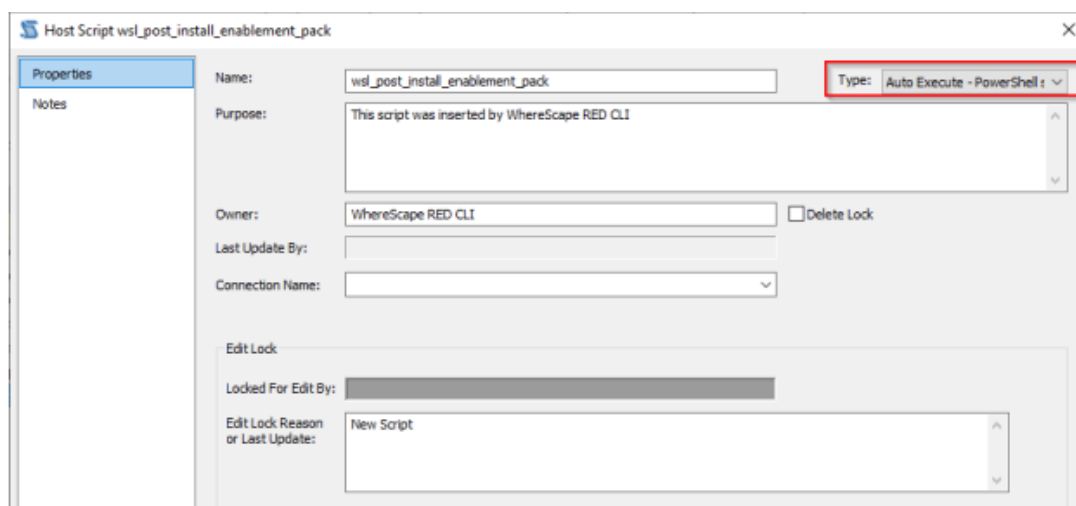 Host Script wsl_post_install_enablement_pack
Properties
Notes
Name: wsl_post_install_enablement_pack Type: Auto Execute - PowerShell s
Purpose: This script was inserted by WhereScape RED CLI
Owner: WhereScape RED CLI Delete Lock
Last Update By:
Connection Name:
Edit Lock
Locked For Edit By:
Edit Lock Reason New Script
or Last Update: